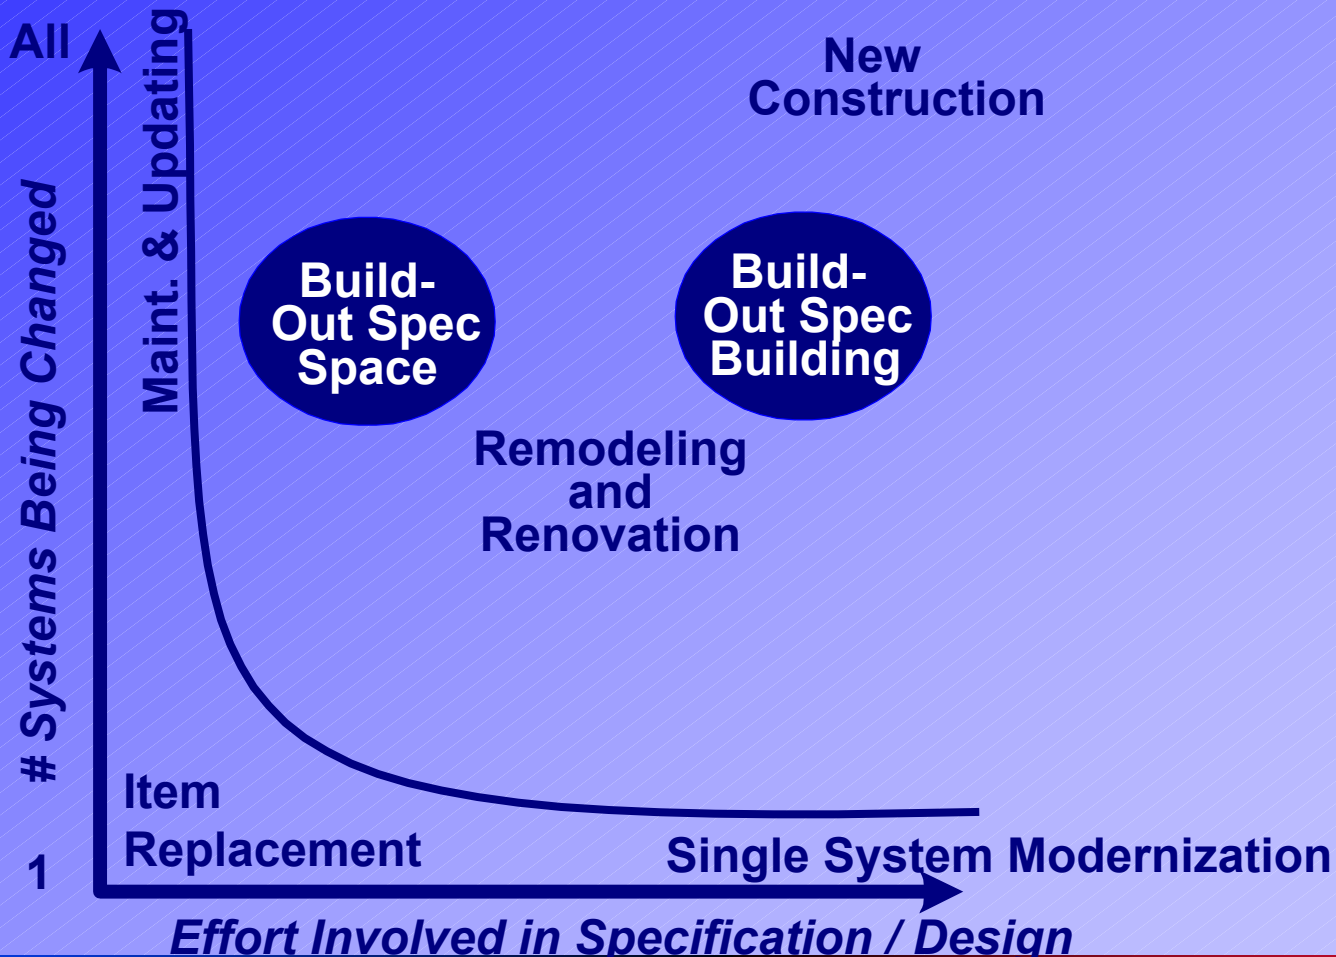 All
Maint. & Updating
# Systems Being Changed
1
New
Construction
Build-
Out Spec
Space
Build-
Out Spec
Building
Remodeling
and
Renovation
Item
Replacement
Single System Modernization
Effort Involved in Specification / Design